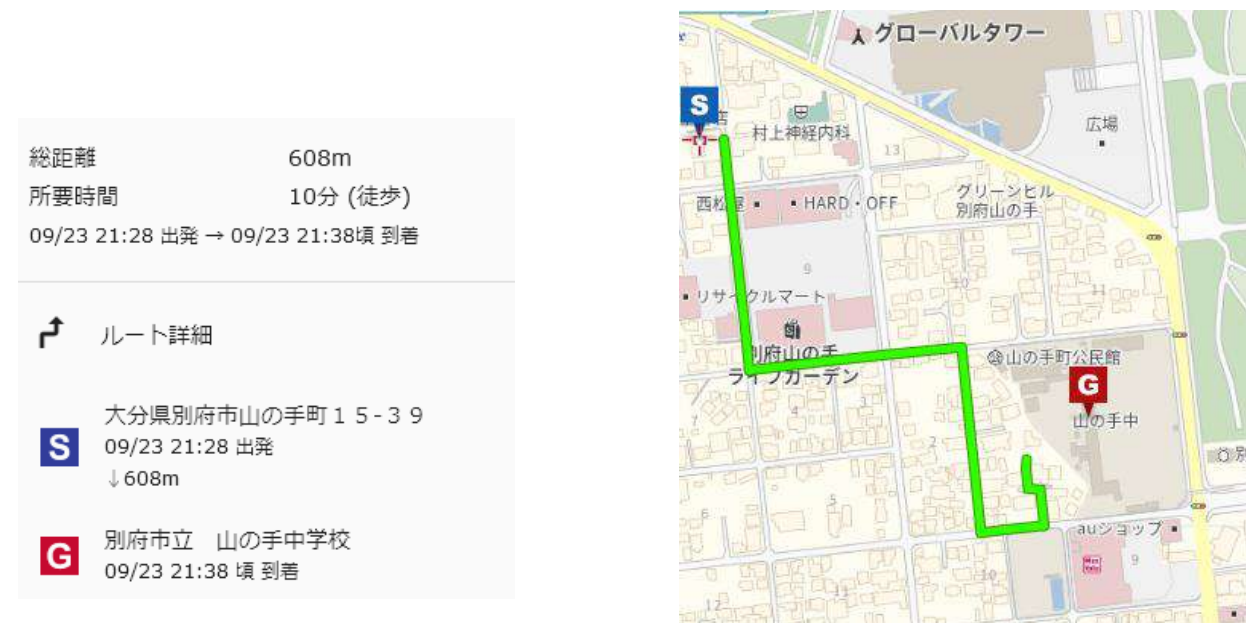 総距離 608m
所要時間 10分 (徒歩)
09/23 21:28 出発 → 09/23 21:38頃 到着
ルート詳細
S
大分県別府市山の手町１５-３９
09/23 21:28 出発
↓608m
G
別府市立　山の手中学校
09/23 21:38 頃 到着
グローバルタワー
S
店
村上神経内科
広場
13
西松屋
HARD・OFF
グリーンヒル
別府山の手
9
10
11
リサイクルマート
別府山の手
ライフガーデン
山の手町公民館
G
山の手中
7
4
3
2
5
6
auショップ
9
10
11
12
別